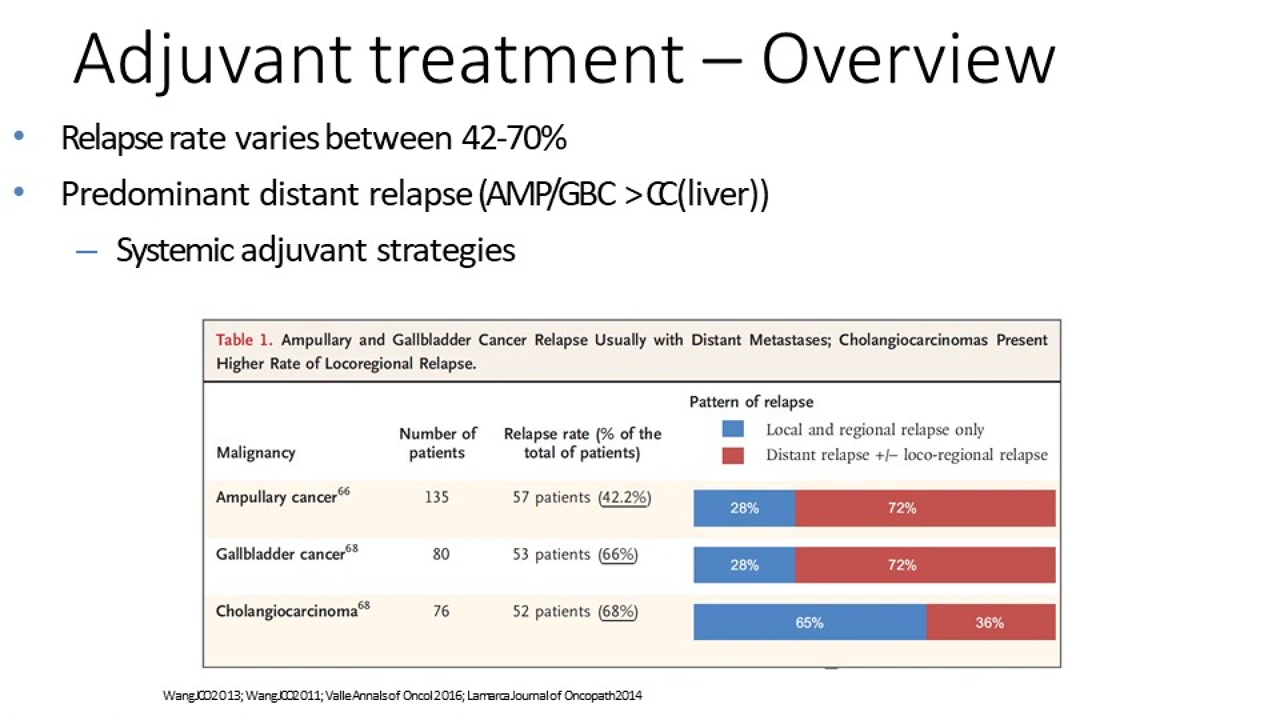 Adjuvant treatment – Overview
• Relapse rate varies between 42-70%
• Predominant distant relapse (AMP/GBC > CC(liver))
– Systemic adjuvant strategies
Table 1. Ampullary and Gallbladder Cancer Relapse Usually with Distant Metastases; Cholangiocarcinomas Present
Higher Rate of Locoregional Relapse.
Pattern of relapse
Local and regional relapse only
Distant relapse +/– loco-regional relapse
Malignancy
Number of
patients
Relapse rate (% of the
total of patients)
Ampullary cancer66 135 57 patients (42.2%) 28% 72%
Gallbladder cancer68 80 53 patients (66%) 28% 72%
Cholangiocarcinoma68 76 52 patients (68%) 65% 36%
Wang JCO 2013; Wang JCO 2011; Valle Annals of Oncol 2016; Lamarca Journal of Oncopath 2014